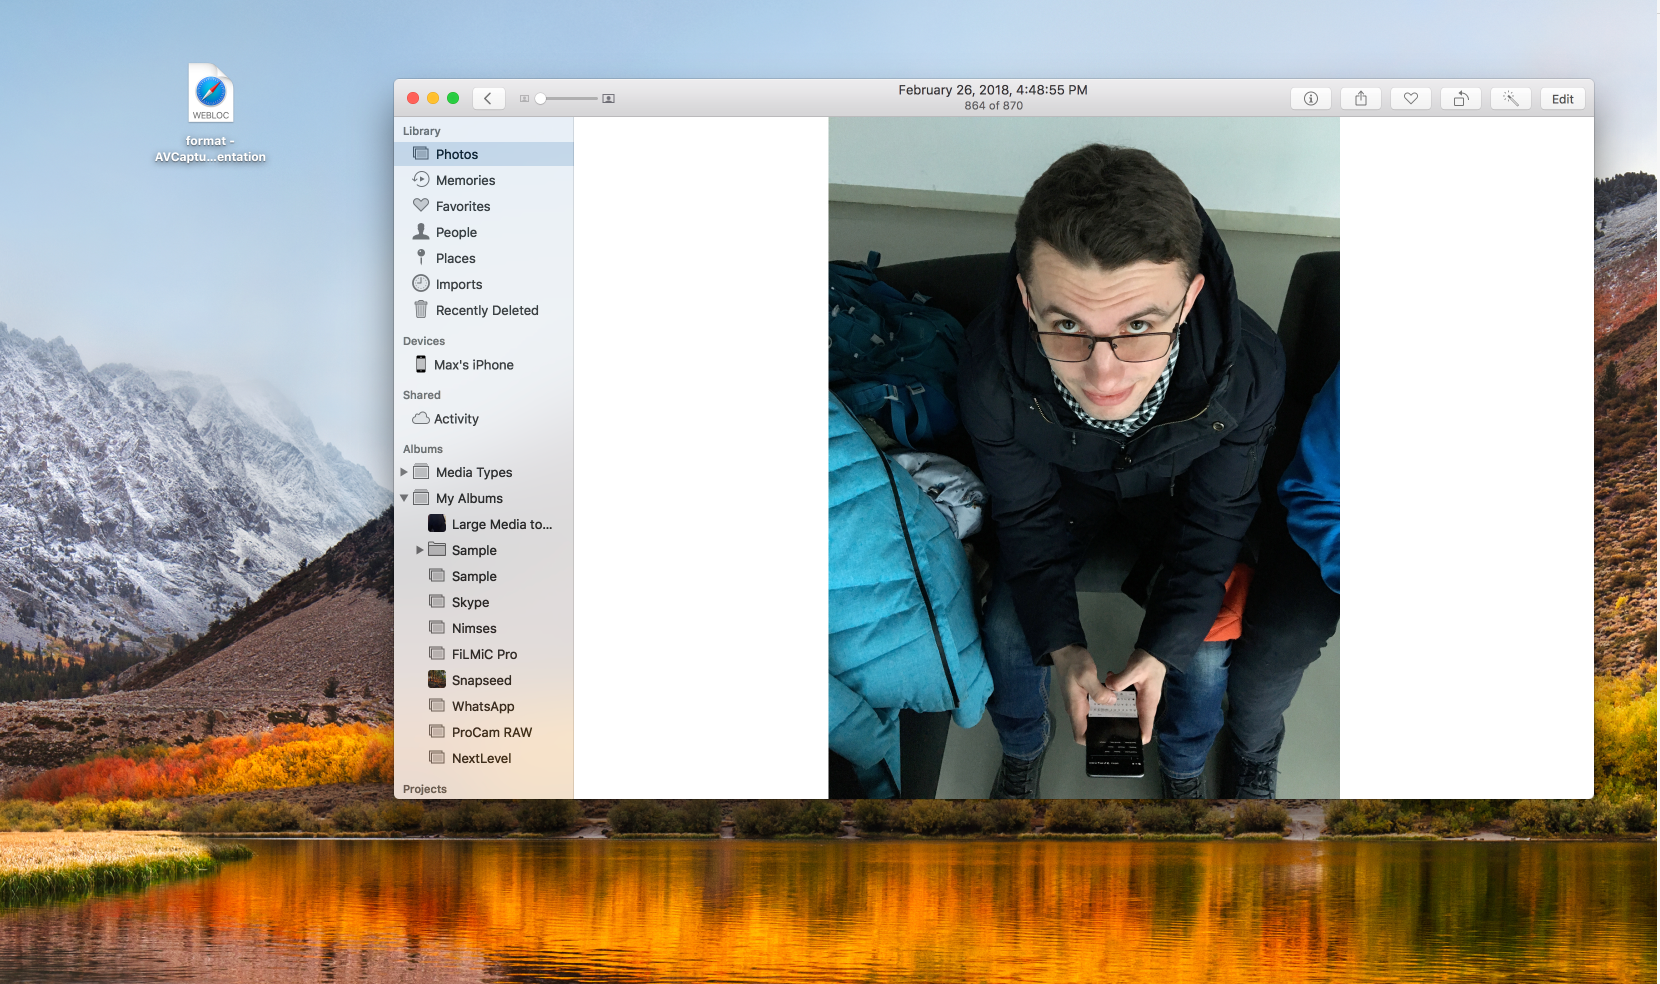 WEBLOC
format -
AVCaptu...entation
February 26, 2018, 4:48:55 PM
864 of 870
Edit
Library
Photos
Memories
Favorites
People
Places
Imports
Recently Deleted
Devices
Max's iPhone
Shared
Activity
Albums
Media Types
My Albums
Large Media to...
Sample
Sample
Skype
Nimses
FiLMiC Pro
Snapseed
WhatsApp
ProCam RAW
NextLevel
Projects